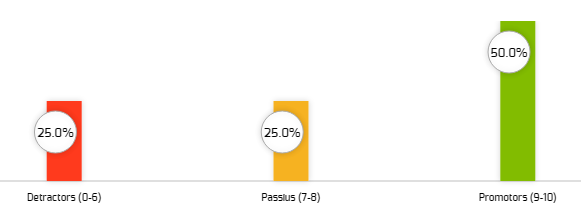 50.0%
25.0%
25.0%
Detractors (0-6)
Passius (7-8)
Promotors (9-10)